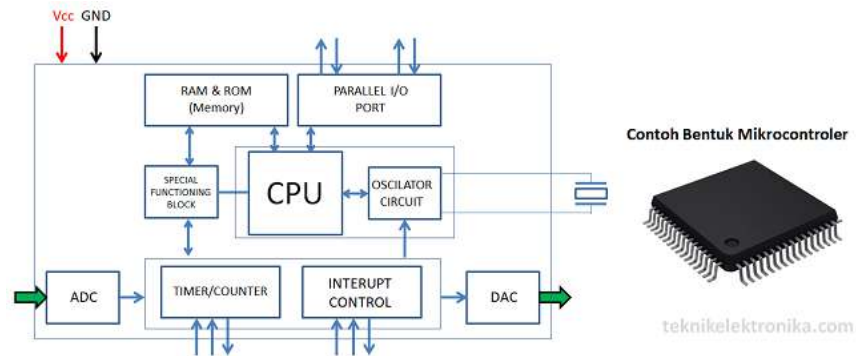 Vcc GND
RAM & ROM
(Memory)
PARALLEL I/O
PORT
Contoh Bentuk Mikrocontroler
SPECIAL
FUNCTIONING
BLOCK
CPU
OSCILATOR
CIRCUIT
ADC
TIMER/COUNTER
INTERUPT
CONTROL
DAC
teknikelektronika.com